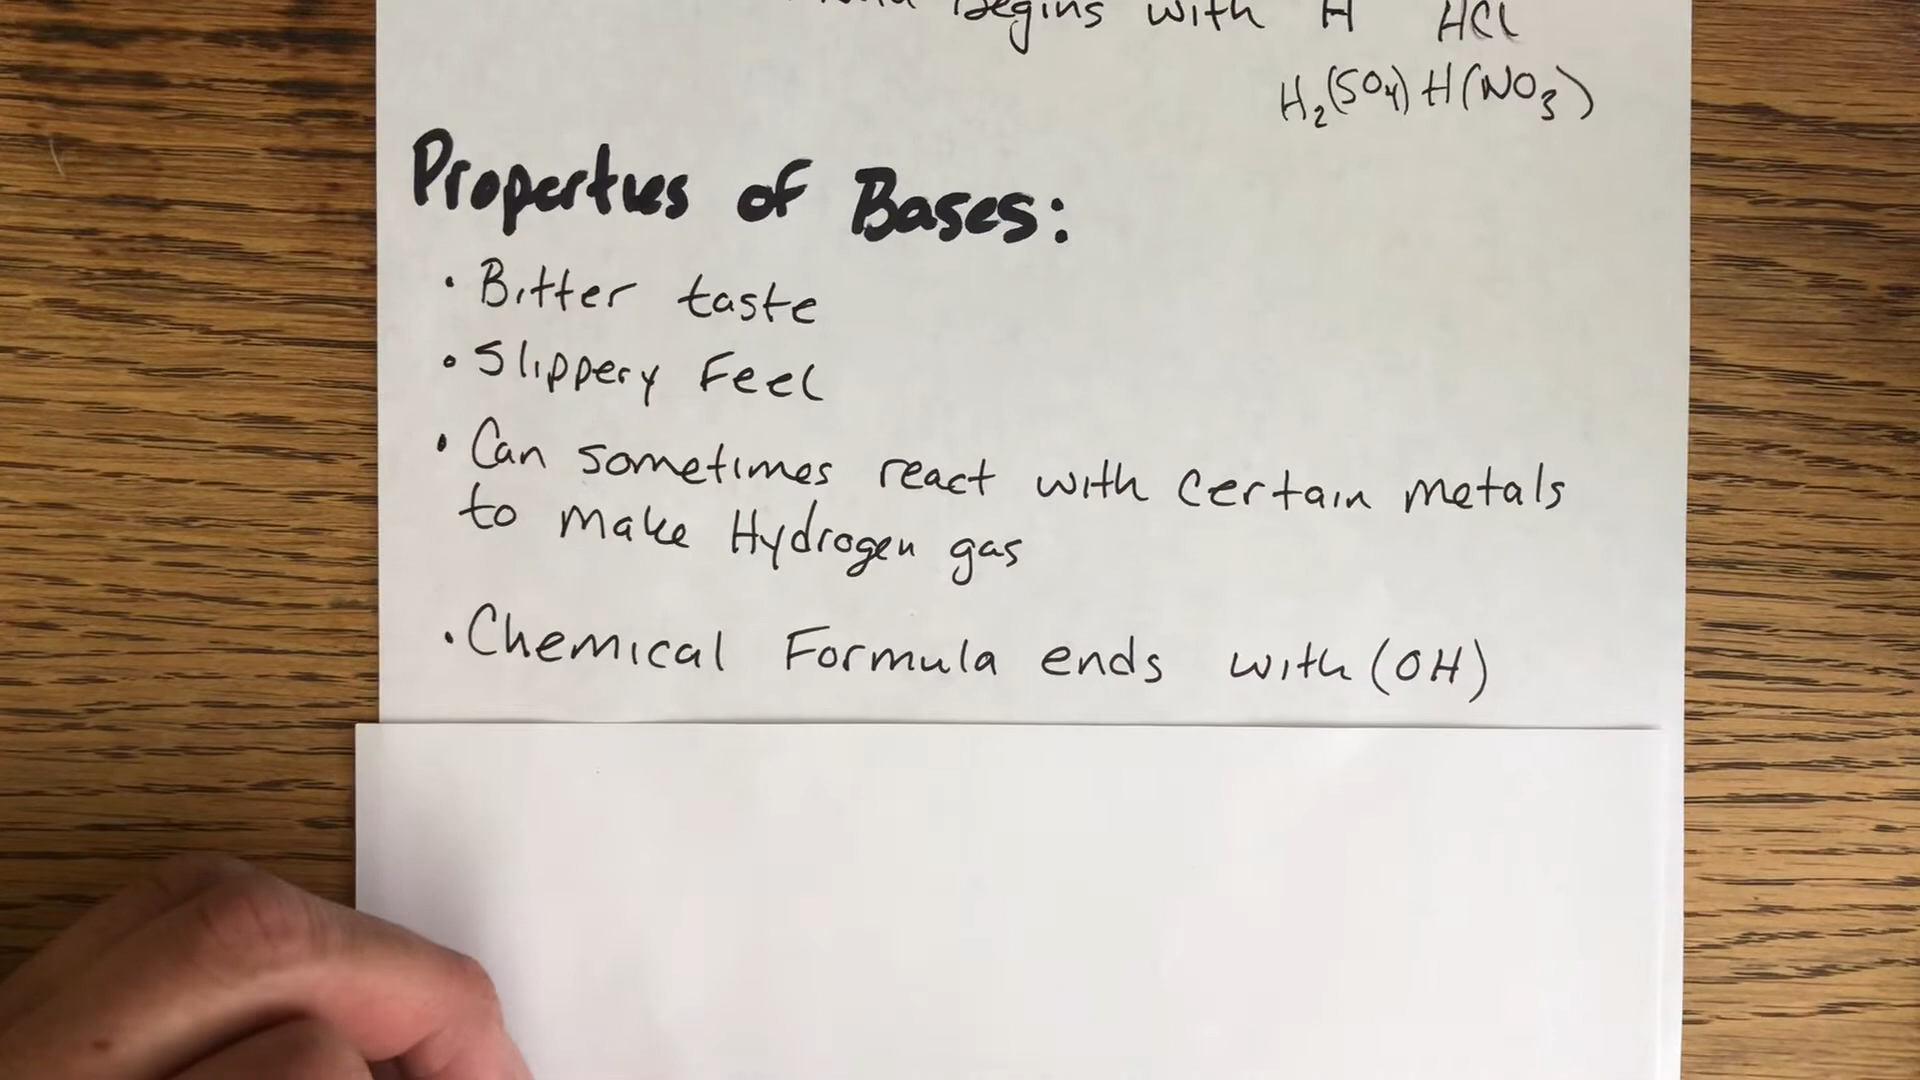 Begins with H HCl
H₂(SO₄) H(NO₃)
Properties of Bases:
• Bitter taste
• Slippery Feel
• Can sometimes react with certain metals
to make Hydrogen gas
• Chemical Formula ends with (OH)